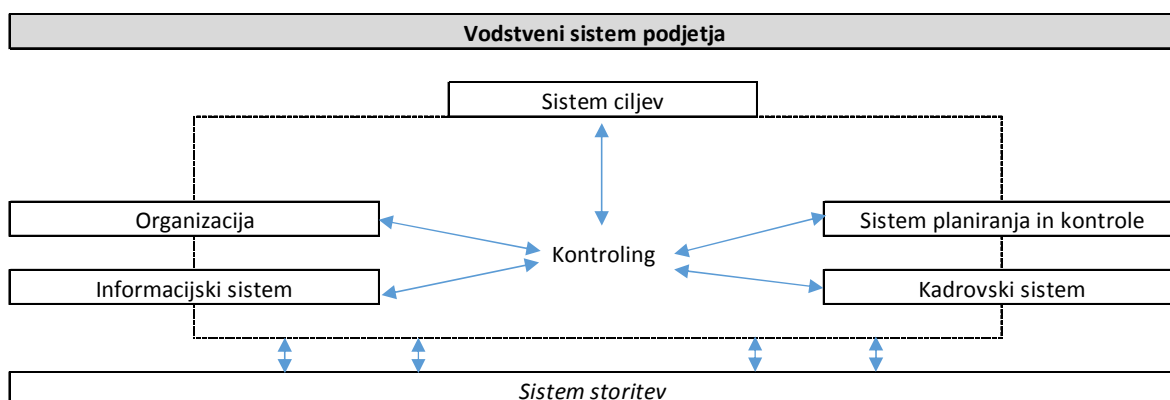 Vodstveni sistem podjetja
Sistem ciljev
Organizacija
Sistem planiranja in kontrole
Kontroling
Informacijski sistem
Kadrovski sistem
Sistem storitev